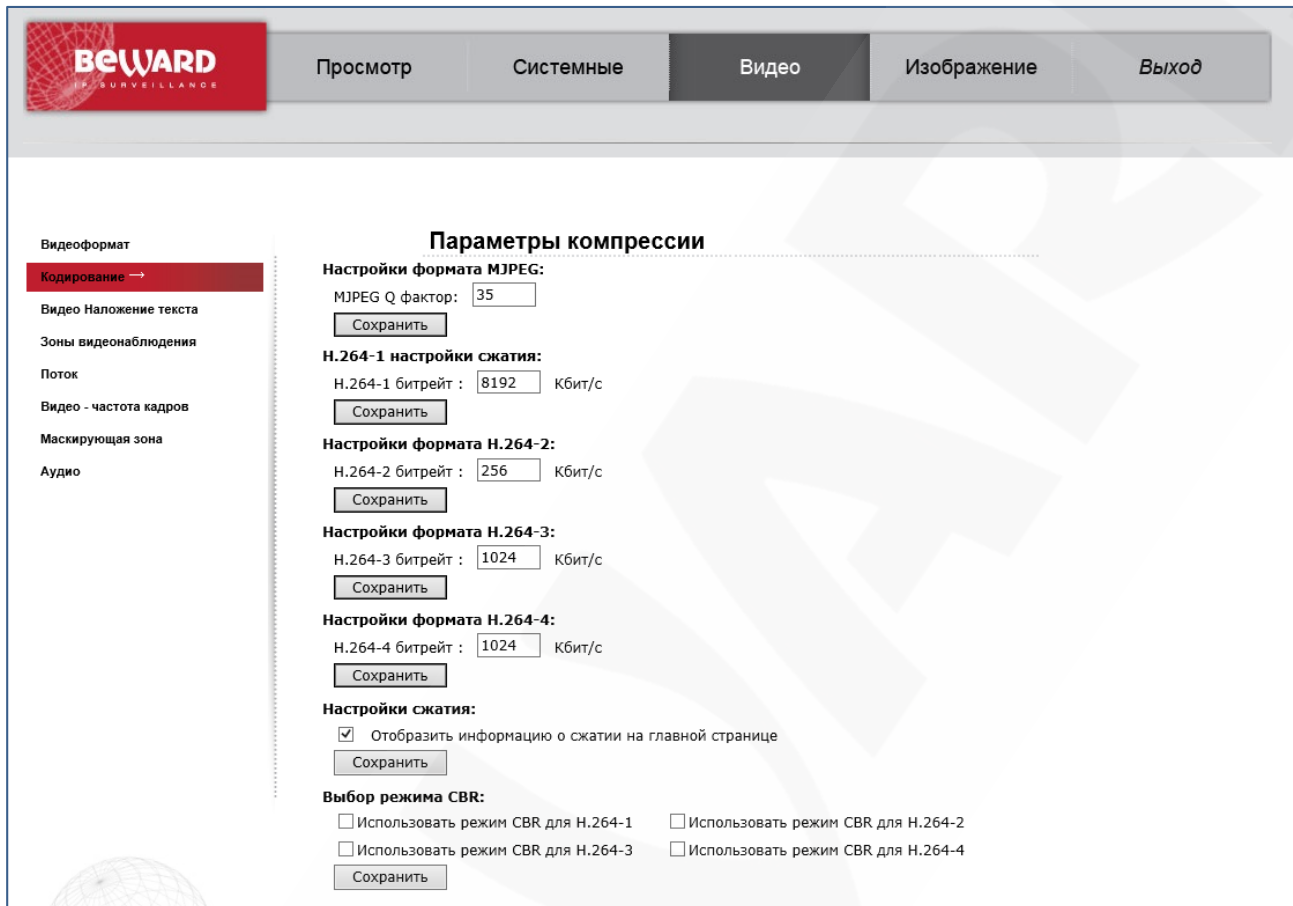 BEWARD
IP SURVEILLANCE
Просмотр
Системные
Видео
Изображение
Выход
Видеоформат
Кодирование →
Видео Наложение текста
Зоны видеонаблюдения
Поток
Видео - частота кадров
Маскирующая зона
Аудио
Параметры компрессии
Настройки формата MJPEG:
MJPEG Q фактор: 35
Сохранить
H.264-1 настройки сжатия:
H.264-1 битрейт : 8192 Кбит/с
Сохранить
Настройки формата H.264-2:
H.264-2 битрейт : 256 Кбит/с
Сохранить
Настройки формата H.264-3:
H.264-3 битрейт : 1024 Кбит/с
Сохранить
Настройки формата H.264-4:
H.264-4 битрейт : 1024 Кбит/с
Сохранить
Настройки сжатия:
Отобразить информацию о сжатии на главной странице
Сохранить
Выбор режима CBR:
Использовать режим CBR для H.264-1 Использовать режим CBR для H.264-2
Использовать режим CBR для H.264-3 Использовать режим CBR для H.264-4
Сохранить